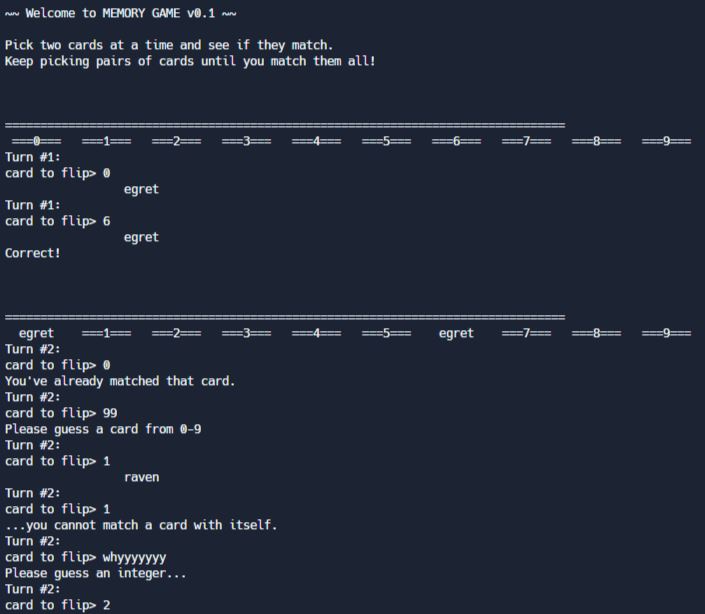 ~~ Welcome to MEMORY GAME v0.1 ~~
Pick two cards at a time and see if they match.
Keep picking pairs of cards until you match them all!
================================================================================
===0===   ===1===   ===2===   ===3===   ===4===   ===5===   ===6===   ===7===   ===8===   ===9===
Turn #1:
card to flip> 0
egret
Turn #1:
card to flip> 6
egret
Correct!
================================================================================
egret   ===1===   ===2===   ===3===   ===4===   ===5===   egret   ===7===   ===8===   ===9===
Turn #2:
card to flip> 0
You've already matched that card.
Turn #2:
card to flip> 99
Please guess a card from 0-9
Turn #2:
card to flip> 1
raven
Turn #2:
card to flip> 1
...you cannot match a card with itself.
Turn #2:
card to flip> whyyyyyyy
Please guess an integer...
Turn #2:
card to flip> 2